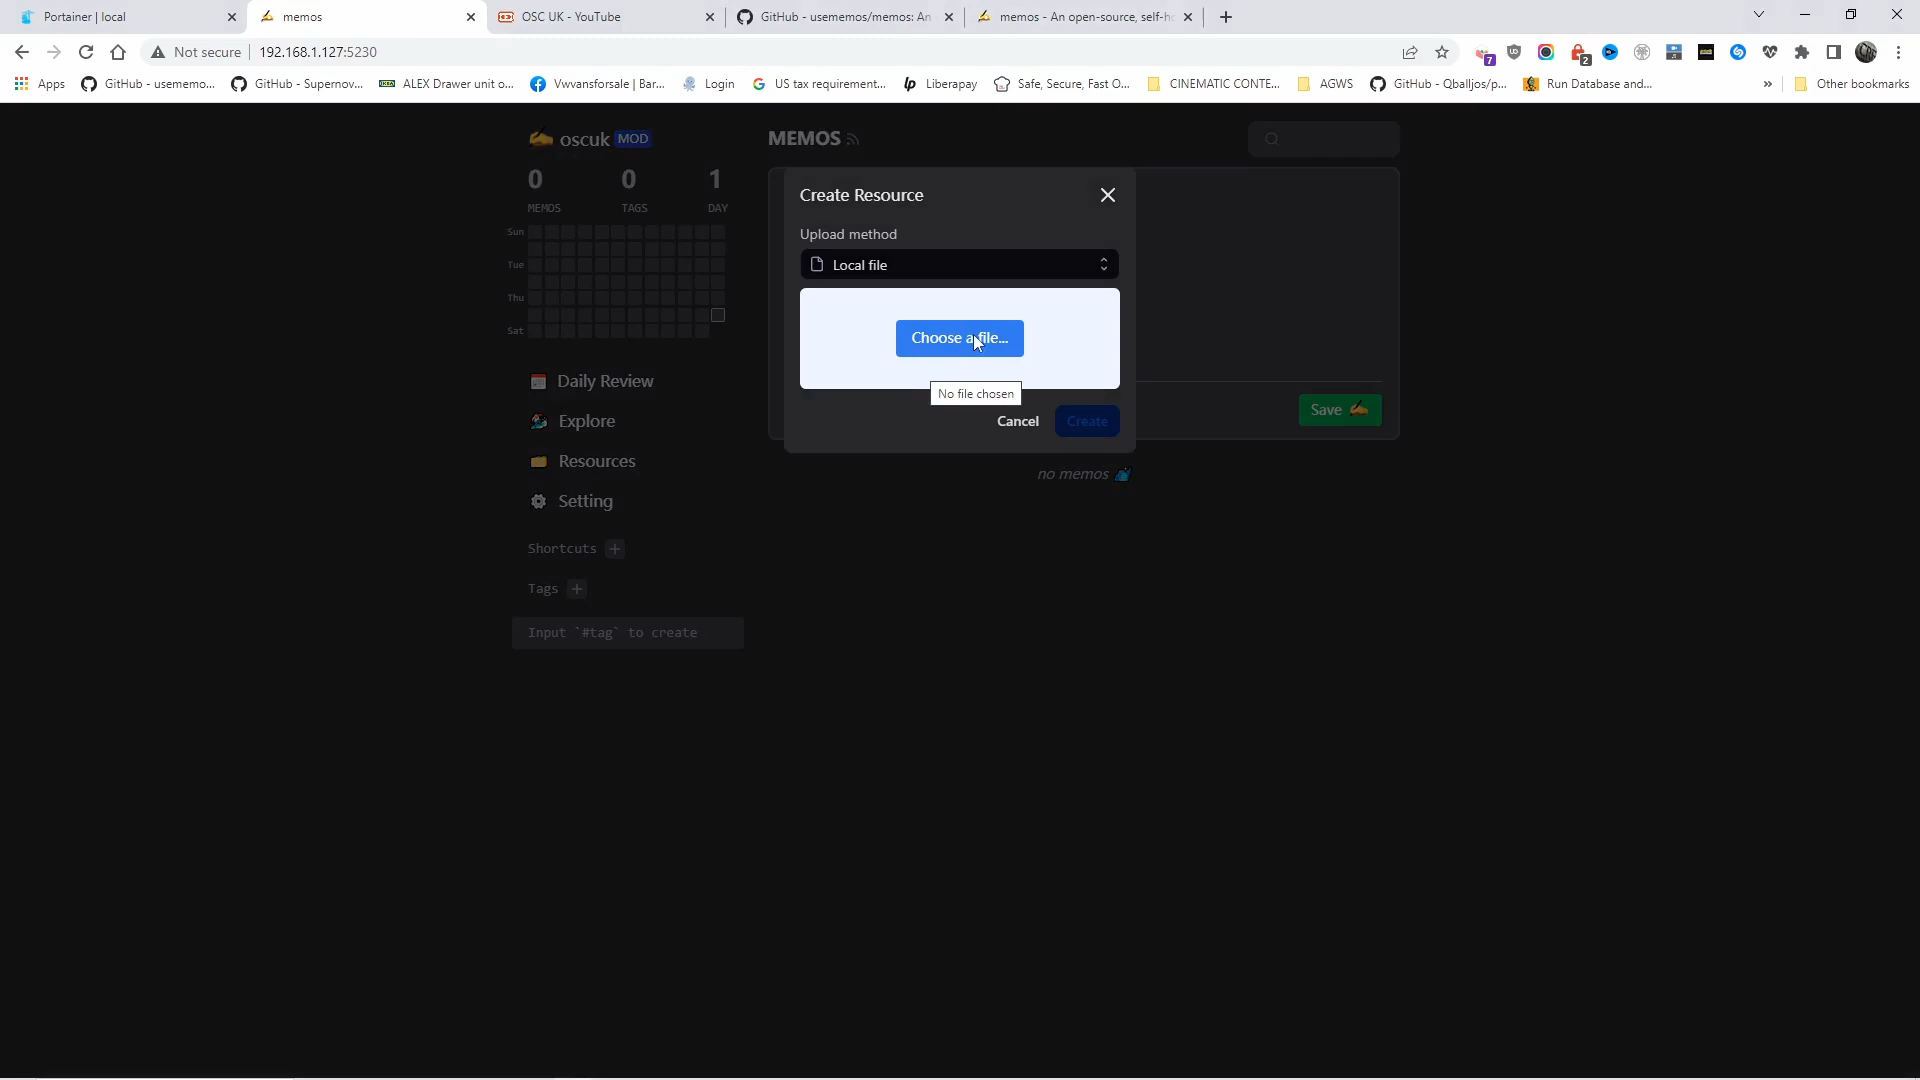 Portainer | local
memos
OSC UK - YouTube
GitHub - usememos/memos: An
memos - An open-source, self-h
Not secure
192.168.1.127:5230
7
2
Apps
GitHub - usememo...
GitHub - Supernov...
ALEX Drawer unit o...
Vwvansforsale | Bar...
Login
US tax requirement...
Liberapay
Safe, Secure, Fast O...
CINEMATIC CONTE...
AGWS
GitHub - Qballjos/p...
Run Database and...
»
Other bookmarks
oscuk MOD
MEMOS
0 0 1
MEMOS TAGS DAY
Sun
Tue
Thu
Sat
Create Resource
Upload method
Local file
Choose a file...
No file chosen
Cancel
Create
Save
no memos
Daily Review
Explore
Resources
Setting
Shortcuts +
Tags +
Input `#tag` to create